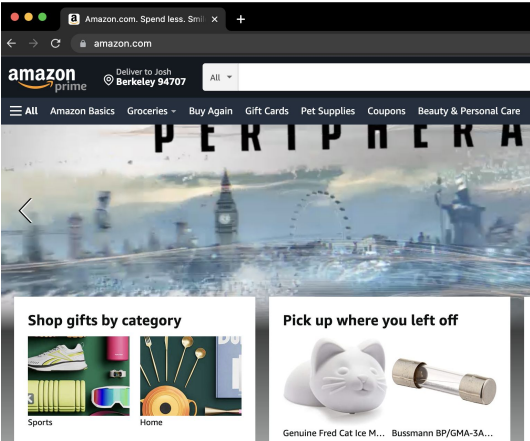 Amazon.com. Spend less. Smil
amazon.com
amazon
prime
Deliver to Josh
Berkeley 94707
All
All Amazon Basics Groceries Buy Again Gift Cards Pet Supplies Coupons Beauty & Personal Care
PERIPHERA
Shop gifts by category
Pick up where you left off
Sports
Home
Genuine Fred Cat Ice M...
Bussmann BP/GMA-3A...